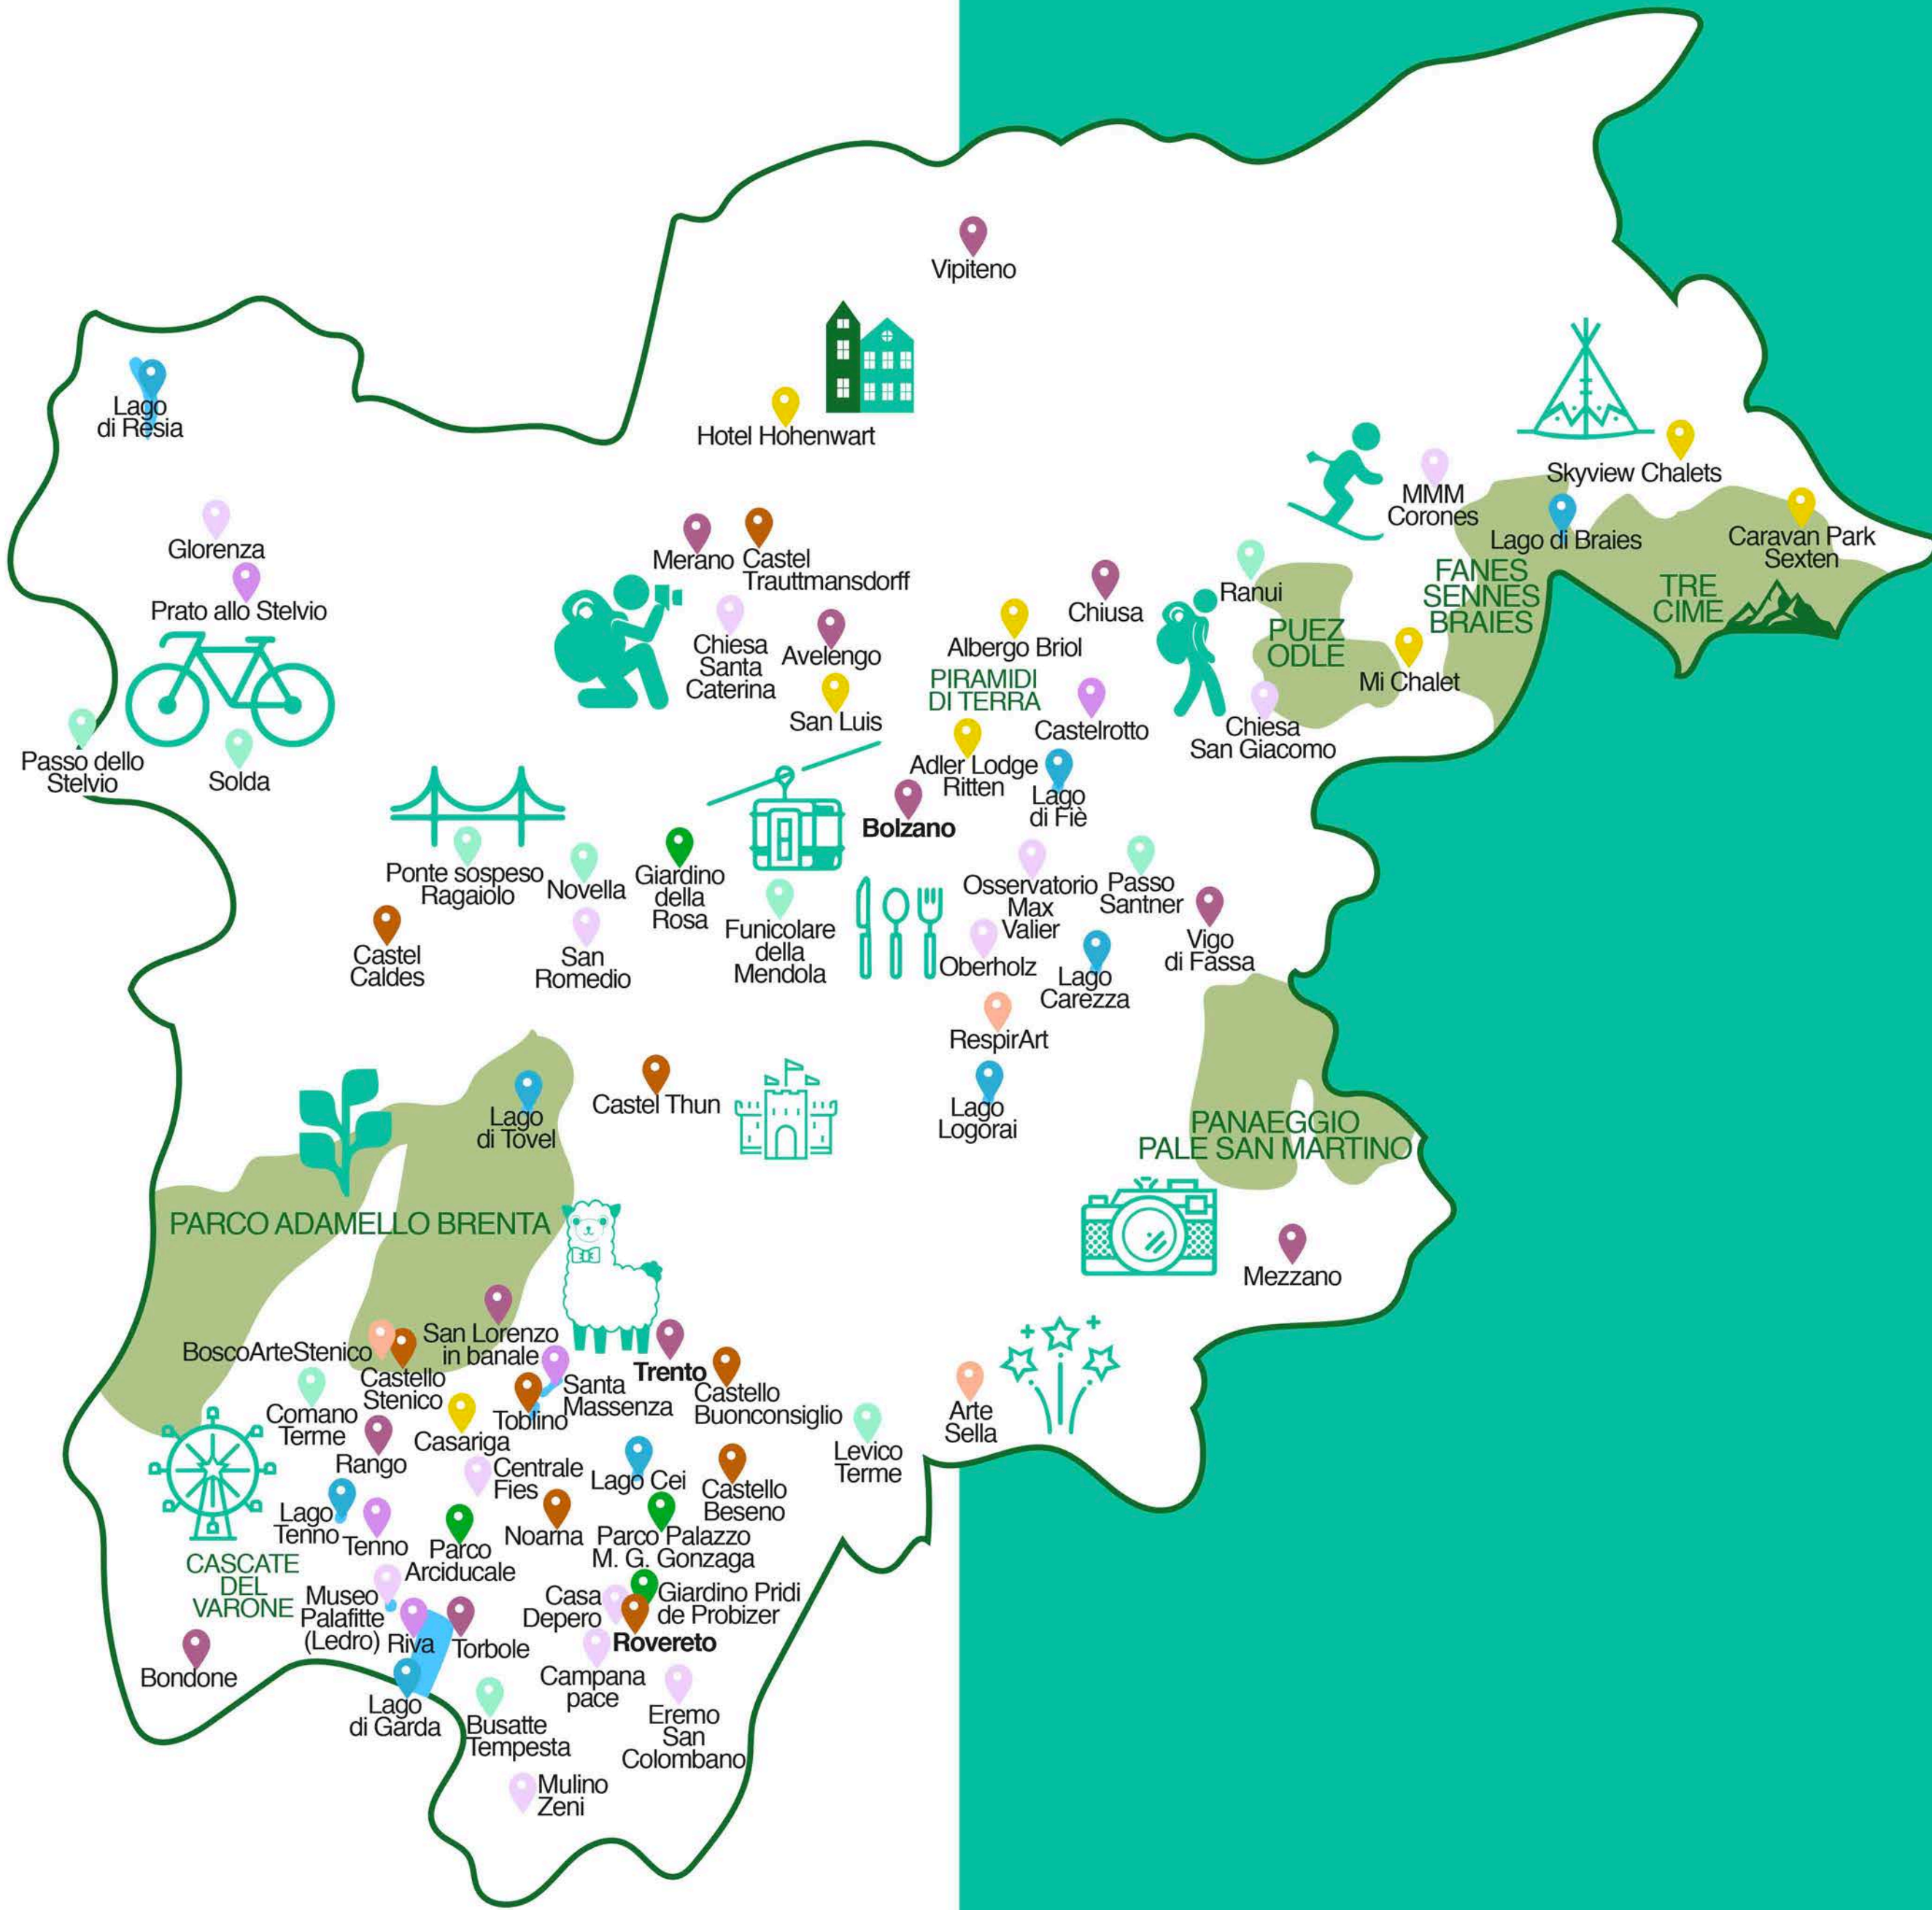 Vipiteno
Lago
di Resia
Hotel Hohenwart
Skyview Chalets
MMM
Corones
Lago di Braies
Caravan Park
Sexten
Glorenza
Merano
Castel
Trauttmansdorff
FANES
SENNES
BRAIES
TRE
CIME
Prato allo Stelvio
Chiusa
Ranui
PUEZ
ODLE
Chiesa
Santa
Caterina
Avelengo
Albergo Briol
Mi Chalet
PIRAMIDI
DI TERRA
San Luis
Castelrotto
Chiesa
San Giacomo
Passo dello
Stelvio
Solda
Adler Lodge
Ritten
Lago
di Fiè
Bolzano
Ponte sospeso
Ragaiolo
Novella
Giardino
della
Rosa
Funicolare
della
Mendola
Osservatorio
Max
Valier
Passo
Santner
Vigo
di Fassa
Castel
Caldes
San
Romedio
Oberholz
Lago
Carezza
RespirArt
Lago
di Tovel
Castel Thun
Lago
Logorai
PANAEGGIO
PALE SAN MARTINO
PARCO ADAMELLO BRENTA
Mezzano
BoscoArteStenico
San Lorenzo
in banale
Trento
Castello
Stenico
Santa
Massenza
Castello
Buonconsiglio
Toblino
Arte
Sella
Comano
Terme
Casariga
Rango
Levico
Terme
Centrale
Fies
Lago Cei
Castello
Beseno
Lago
Tenno
Tenno
Parco
Arciducale
Noarna
Parco Palazzo
M. G. Gonzaga
CASCATE
DEL
VARONE
Museo
Palafitte
(Ledro)
Riva
Torbole
Casa
Depero
Giardino Pridi
de Probizer
Rovereto
Bondone
Campana
pace
Lago
di Garda
Busatte
Tempesta
Eremo
San
Colombano
Mulino
Zeni